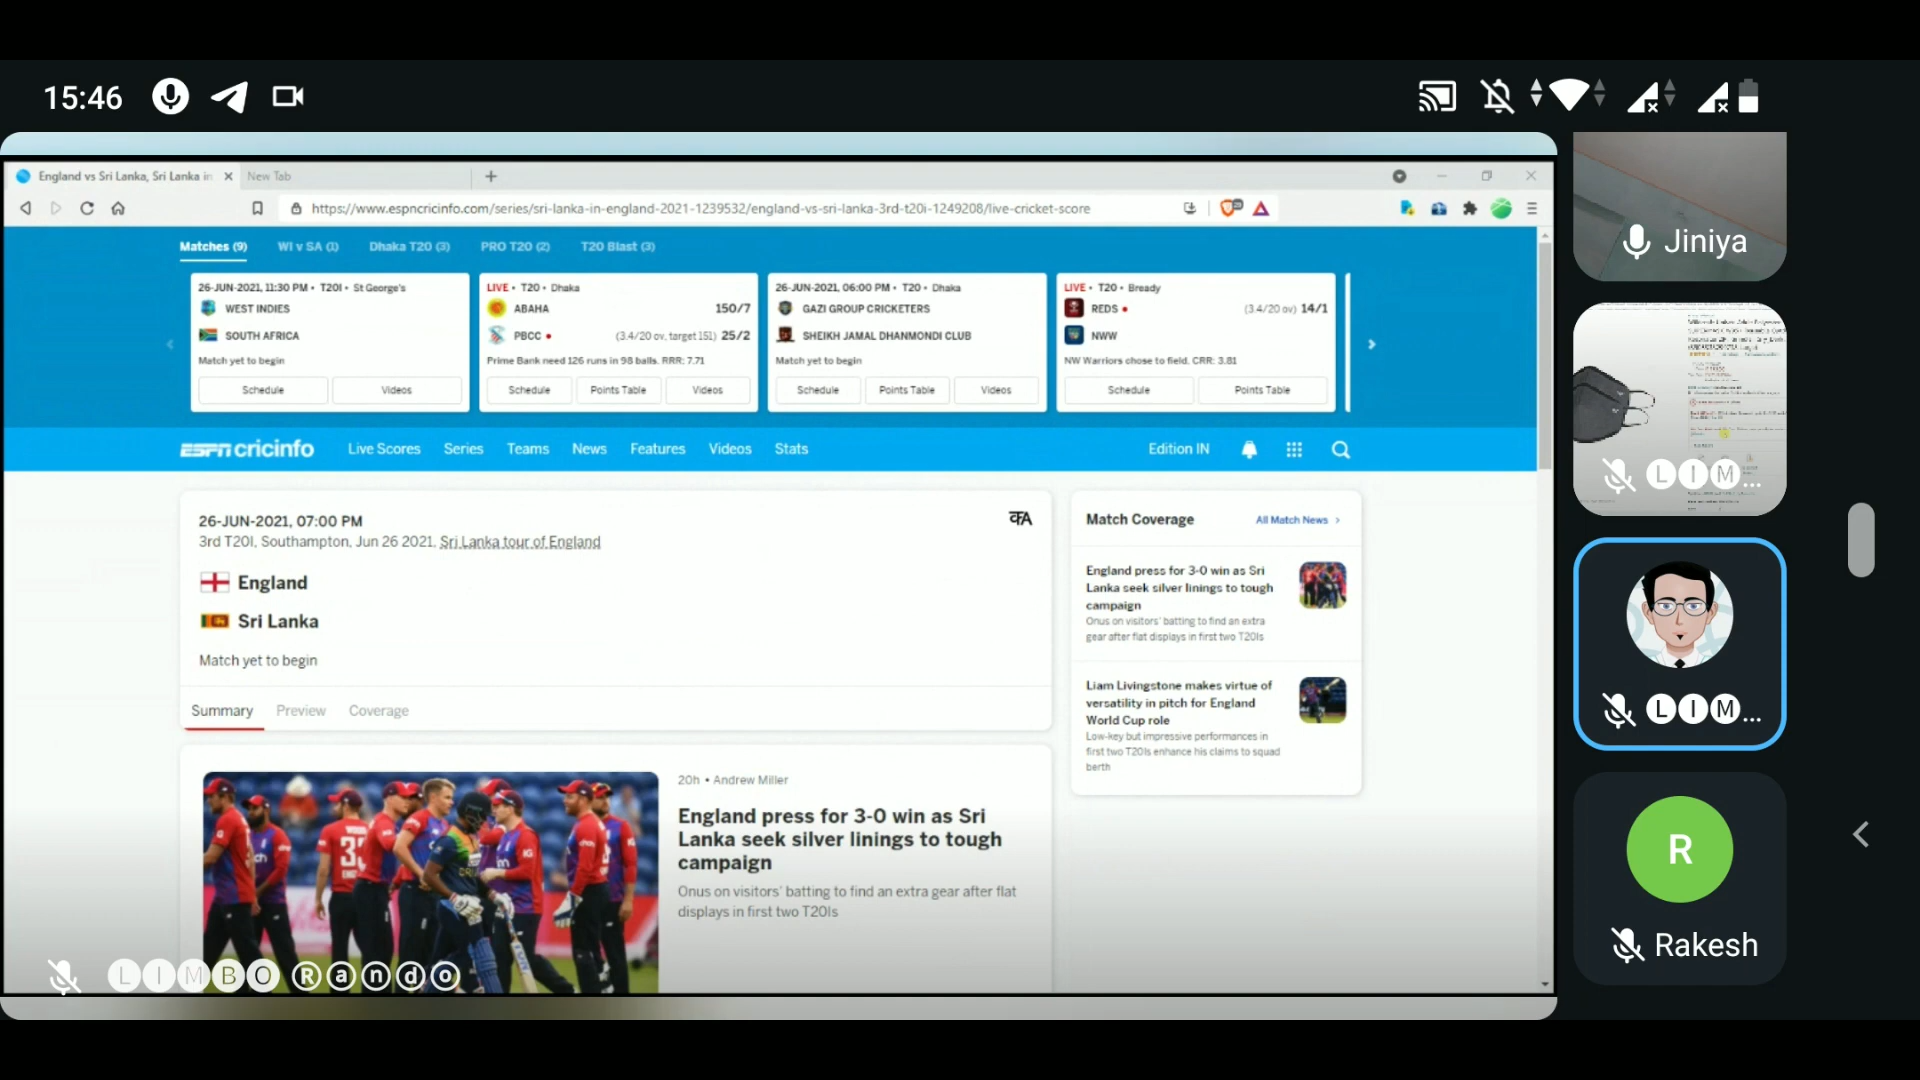 15:46
England vs Sri Lanka, Sri Lanka in
New Tab
https://www.espncricinfo.com/series/sri-lanka-in-england-2021-1239532/england-vs-sri-lanka-3rd-t20i-1249208/live-cricket-score
Matches (9) WI v SA (1) Dhaka T20 (3) PRO T20 (2) T20 Blast (3)
26-JUN-2021, 11:30 PM • T20I • St George's
WEST INDIES
SOUTH AFRICA
Match yet to begin
Schedule Videos
LIVE • T20 • Dhaka
ABAHA 150/7
PBCC • (3.4/20 ov, target 151) 25/2
Prime Bank need 126 runs in 98 balls. RRR: 7.71
Schedule Points Table Videos
26-JUN-2021, 06:00 PM • T20 • Dhaka
GAZI GROUP CRICKETERS
SHEIKH JAMAL DHANMONDI CLUB
Match yet to begin
Schedule Points Table Videos
LIVE • T20 • Bready
REDS • (3.4/20 ov) 14/1
NWW
NW Warriors chose to field. CRR: 3.81
Schedule Points Table
ESPN cricinfo Live Scores Series Teams News Features Videos Stats Edition IN
26-JUN-2021, 07:00 PM
3rd T20I, Southampton, Jun 26 2021, Sri Lanka tour of England
England
Sri Lanka
Match yet to begin
Summary Preview Coverage
20h • Andrew Miller
England press for 3-0 win as Sri
Lanka seek silver linings to tough
campaign
Onus on visitors' batting to find an extra gear after flat
displays in first two T20Is
Match Coverage All Match News
England press for 3-0 win as Sri
Lanka seek silver linings to tough
campaign
Onus on visitors' batting to find an extra
gear after flat displays in first two T20Is
Liam Livingstone makes virtue of
versatility in pitch for England
World Cup role
Low-key but impressive performances in
first two T20Is enhance his claims to squad
berth
ⓁⒾⓂⒷⓄ Ⓡⓐⓝⓓⓞ
Jiniya
ⓁⒾⓂ...
ⓁⒾⓂ...
R
Rakesh